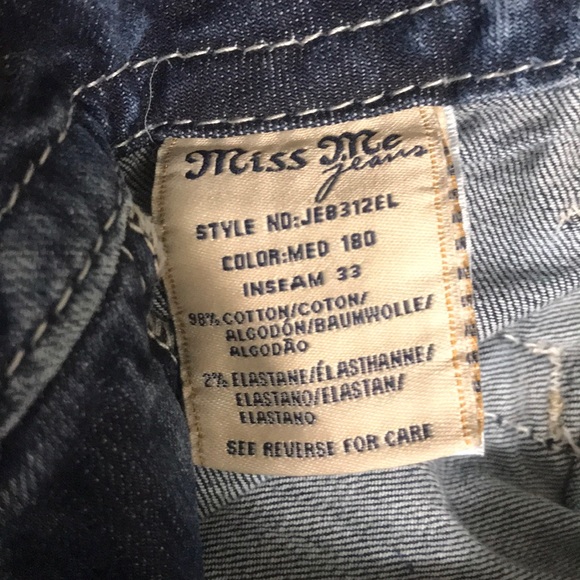 Miss Me
jeans
STYLE NO:JE8312EL
COLOR:MED 180
INSEAM 33
98% COTTON/COTON/
ALGODÓN/BAUMWOLLE/
ALGODÃO
2% ELASTANE/ÉLASTHANNE/
ELASTANO/ELASTAN/
ELASTANO
SEE REVERSE FOR CARE